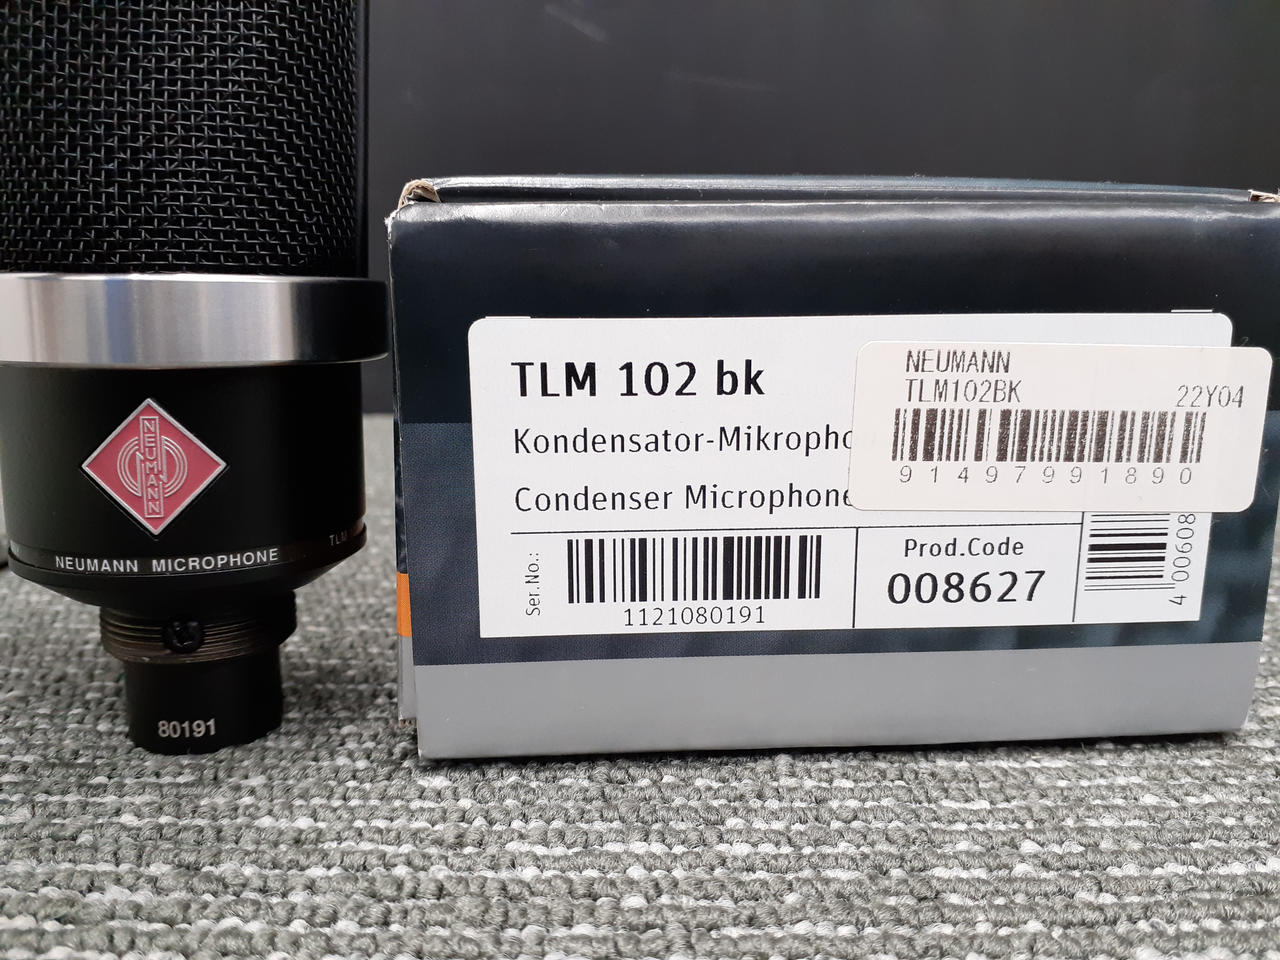 NEUMANN
NEUMANN MICROPHONE
TLM
80191
TLM 102 bk
Kondensator-Mikropho
Condenser Microphone
Ser.No.:
1121080191
Prod.Code
008627
4 00608
NEUMANN
TLM102BK
22Y04
91497991890